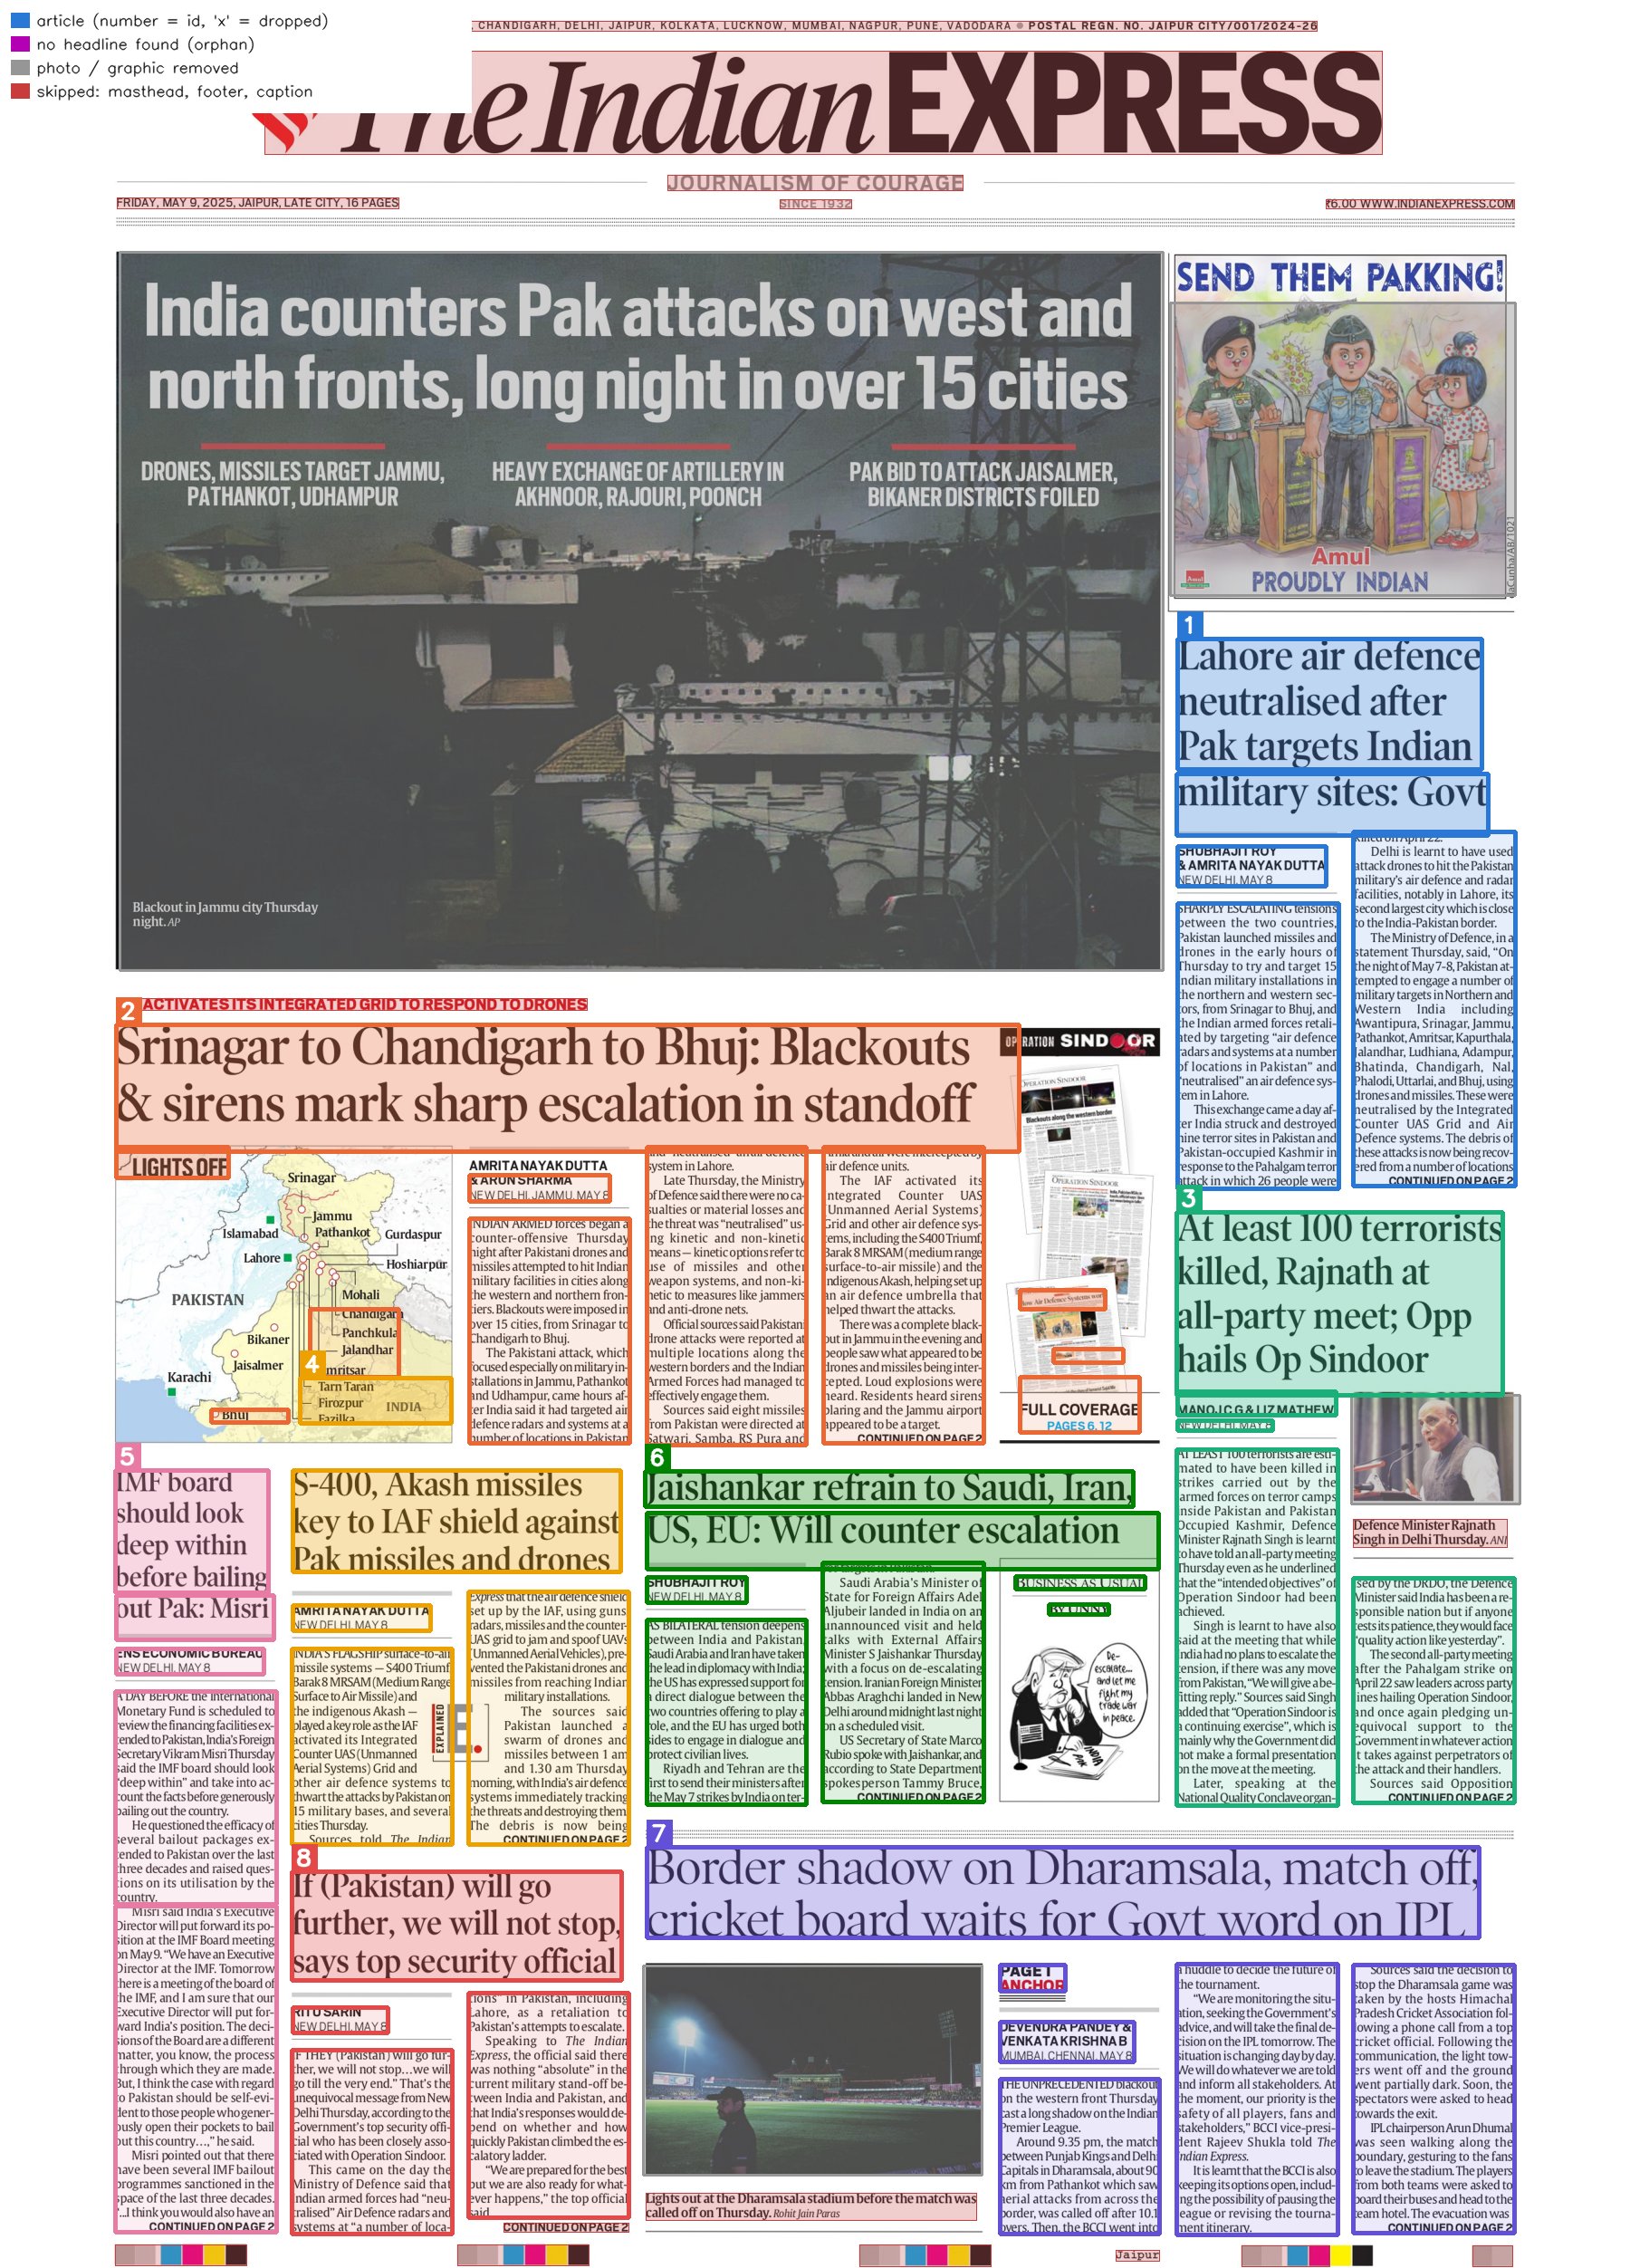 article (number = id, 'x' = dropped)
no headline found (orphan)
photo / graphic removed
skipped: masthead, footer, caption
, CHANDIGARH, DELHI, JAIPUR, KOLKATA, LUCKNOW, MUMBAI, NAGPUR, PUNE, VADODARA ● POSTAL REGN. NO. JAIPUR CITY/001/2024-26
The Indian EXPRESS
JOURNALISM OF COURAGE
FRIDAY, MAY 9, 2025, JAIPUR, LATE CITY, 16 PAGES
SINCE 1932
₹6.00 WWW.INDIANEXPRESS.COM
India counters Pak attacks on west and
north fronts, long night in over 15 cities
DRONES, MISSILES TARGET JAMMU,
PATHANKOT, UDHAMPUR
HEAVY EXCHANGE OF ARTILLERY IN
AKHNOOR, RAJOURI, POONCH
PAK BID TO ATTACK JAISALMER,
BIKANER DISTRICTS FOILED
Blackout in Jammu city Thursday
night. AP
SEND THEM PAKKING!
Amul
PROUDLY INDIAN
1
Lahore air defence
neutralised after
Pak targets Indian
military sites: Govt
SHUBHAJIT ROY
& AMRITA NAYAK DUTTA
NEW DELHI, MAY 8
SHARPLY ESCALATING tensions
between the two countries,
Pakistan launched missiles and
drones in the early hours of
Thursday to try and target 15
Indian military installations in
the northern and western sec-
tors, from Srinagar to Bhuj, and
the Indian armed forces retali-
ated by targeting "air defence
radars and systems at a number
of locations in Pakistan" and
"neutralised" an air defence sys-
tem in Lahore.
This exchange came a day af-
ter India struck and destroyed
nine terror sites in Pakistan and
Pakistan-occupied Kashmir in
response to the Pahalgam terror
attack in which 26 people were
killed on April 22.
Delhi is learnt to have used
attack drones to hit the Pakistan
military's air defence and radar
facilities, notably in Lahore, its
second largest city which is close
to the India-Pakistan border.
The Ministry of Defence, in a
statement Thursday, said, "On
the night of May 7-8, Pakistan at-
tempted to engage a number of
military targets in Northern and
Western India including
Awantipura, Srinagar, Jammu,
Pathankot, Amritsar, Kapurthala,
Jalandhar, Ludhiana, Adampur,
Bhatinda, Chandigarh, Nal,
Phalodi, Uttarlai, and Bhuj, using
drones and missiles. These were
neutralised by the Integrated
Counter UAS Grid and Air
Defence systems. The debris of
these attacks is now being recov-
ered from a number of locations
CONTINUED ON PAGE 2
2
ACTIVATES ITS INTEGRATED GRID TO RESPOND TO DRONES
Srinagar to Chandigarh to Bhuj: Blackouts
& sirens mark sharp escalation in standoff
LIGHTS OFF
Srinagar
Jammu
Islamabad
Pathankot
Gurdaspur
Lahore
Hoshiarpur
PAKISTAN
Mohali
Chandigarh
Bikaner
Panchkula
Jaisalmer
Jalandhar
4
Amritsar
Karachi
Tarn Taran
Firozpur
INDIA
Bhuj
Fazilka
AMRITA NAYAK DUTTA
& ARUN SHARMA
NEW DELHI, JAMMU, MAY 8
INDIAN ARMED forces began a
counter-offensive Thursday
night after Pakistani drones and
missiles attempted to hit Indian
military facilities in cities along
the western and northern fron-
tiers. Blackouts were imposed in
over 15 cities, from Srinagar to
Chandigarh to Bhuj.
The Pakistani attack, which
focused especially on military in-
stallations in Jammu, Pathankot
and Udhampur, came hours af-
ter India said it had targeted air
defence radars and systems at a
number of locations in Pakistan
and "neutralised" an air defence
system in Lahore.
Late Thursday, the Ministry
of Defence said there were no ca-
sualties or material losses and
the threat was "neutralised" us-
ing kinetic and non-kinetic
means — kinetic options refer to
use of missiles and other
weapon systems, and non-ki-
netic to measures like jammers
and anti-drone nets.
Official sources said Pakistani
drone attacks were reported at
multiple locations along the
western borders and the Indian
Armed Forces had managed to
effectively engage them.
Sources said eight missiles
from Pakistan were directed at
Satwari, Samba, RS Pura and
air defence units.
The IAF activated its
Integrated Counter UAS
(Unmanned Aerial Systems)
Grid and other air defence sys-
tems, including the S400 Triumf,
Barak 8 MRSAM (medium range
surface-to-air missile) and the
indigenous Akash, helping set up
an air defence umbrella that
helped thwart the attacks.
There was a complete black-
out in Jammu in the evening and
people saw what appeared to be
drones and missiles being inter-
cepted. Loud explosions were
heard. Residents heard sirens
blaring and the Jammu airport
appeared to be a target.
CONTINUED ON PAGE 2
OPERATION SINDOOR
OPERATION SINDOOR
Blackouts along the western border
OPERATION SINDOOR
FULL COVERAGE
PAGES 6, 12
3
At least 100 terrorists
killed, Rajnath at
all-party meet; Opp
hails Op Sindoor
MANOJ C G & LIZ MATHEW
NEW DELHI, MAY 8
AT LEAST 100 terrorists are esti-
mated to have been killed in
strikes carried out by the
armed forces on terror camps
inside Pakistan and Pakistan
Occupied Kashmir, Defence
Minister Rajnath Singh is learnt
to have told an all-party meeting
Thursday even as he underlined
that the "intended objectives" of
Operation Sindoor had been
achieved.
Singh is learnt to have also
said at the meeting that while
India had no plans to escalate the
tension, if there was any move
from Pakistan, "We will give a be-
fitting reply." Sources said Singh
added that "Operation Sindoor is
a continuing exercise", which is
mainly why the Government did
not make a formal presentation
on the move at the meeting.
Later, speaking at the
National Quality Conclave organ-
Defence Minister Rajnath
Singh in Delhi Thursday. ANI
ised by the DRDO, the Defence
Minister said India has been a re-
sponsible nation but if anyone
tests its patience, they would face
"quality action like yesterday".
The second all-party meeting
after the Pahalgam strike on
April 22 saw leaders across party
lines hailing Operation Sindoor,
and once again pledging un-
equivocal support to the
Government in whatever action
it takes against perpetrators of
the attack and their handlers.
Sources said Opposition
CONTINUED ON PAGE 2
5
IMF board
should look
deep within
before bailing
out Pak: Misri
ENS ECONOMIC BUREAU
NEW DELHI, MAY 8
A DAY BEFORE the International
Monetary Fund is scheduled to
review the financing facilities ex-
tended to Pakistan, India's Foreign
Secretary Vikram Misri Thursday
said the IMF board should look
"deep within" and take into ac-
count the facts before generously
bailing out the country.
He questioned the efficacy of
several bailout packages ex-
tended to Pakistan over the last
three decades and raised ques-
tions on its utilisation by the
country.
Misri said India's Executive
Director will put forward its po-
sition at the IMF Board meeting
on May 9. "We have an Executive
Director at the IMF. Tomorrow
there is a meeting of the board of
the IMF, and I am sure that our
Executive Director will put for-
ward India's position. The deci-
sions of the Board are a different
matter, you know, the process
through which they are made.
But, I think the case with regard
to Pakistan should be self-evi-
dent to those people who gener-
ously open their pockets to bail
out this country...," he said.
Misri pointed out that there
have been several IMF bailout
programmes sanctioned in the
space of the last three decades.
"...I think you would also have an
CONTINUED ON PAGE 2
S-400, Akash missiles
key to IAF shield against
Pak missiles and drones
AMRITA NAYAK DUTTA
NEW DELHI, MAY 8
INDIA'S FLAGSHIP surface-to-air
missile systems — S400 Triumf,
Barak 8 MRSAM (Medium Range
Surface to Air Missile) and
the indigenous Akash —
played a key role as the IAF
activated its Integrated
Counter UAS (Unmanned
Aerial Systems) Grid and
other air defence systems to
thwart the attacks by Pakistan on
15 military bases, and several
cities Thursday.
Sources told The Indian
EXPLAINED
E.
Express that the air defence shield
set up by the IAF, using guns,
radars, missiles and the counter-
UAS grid to jam and spoof UAVs
(Unmanned Aerial Vehicles), pre-
vented the Pakistani drones and
missiles from reaching Indian
military installations.
The sources said
Pakistan launched a
swarm of drones and
missiles between 1 am
and 1.30 am Thursday
morning, with India's air defence
systems immediately tracking
the threats and destroying them.
The debris is now being
CONTINUED ON PAGE 2
6
Jaishankar refrain to Saudi, Iran,
US, EU: Will counter escalation
SHUBHAJIT ROY
NEW DELHI, MAY 8
AS BILATERAL tension deepens
between India and Pakistan,
Saudi Arabia and Iran have taken
the lead in diplomacy with India;
the US has expressed support for
a direct dialogue between the
two countries offering to play a
role, and the EU has urged both
sides to engage in dialogue and
protect civilian lives.
Riyadh and Tehran are the
first to send their ministers after
the May 7 strikes by India on ter-
ror targets in Pakistan.
Saudi Arabia's Minister of
State for Foreign Affairs Adel
Aljubeir landed in India on an
unannounced visit and held
talks with External Affairs
Minister S Jaishankar Thursday
with a focus on de-escalating
tension. Iranian Foreign Minister
Abbas Araghchi landed in New
Delhi around midnight last night
on a scheduled visit.
US Secretary of State Marco
Rubio spoke with Jaishankar, and
according to State Department
spokesperson Tammy Bruce,
CONTINUED ON PAGE 2
BUSINESS AS USUAL
BY UNNY
De-
escalate...
and let me
fight my
trade war
in peace.
INDIA
PAK
8
If (Pakistan) will go
further, we will not stop,
says top security official
RITU SARIN
NEW DELHI, MAY 8
IF THEY (Pakistan) will go fur-
ther, we will not stop...we will
go till the very end." That's the
unequivocal message from New
Delhi Thursday, according to the
Government's top security offi-
cial who has been closely asso-
ciated with Operation Sindoor.
This came on the day the
Ministry of Defence said that
Indian armed forces had "neu-
tralised" Air Defence radars and
systems at "a number of loca-
tions" in Pakistan, including
Lahore, as a retaliation to
Pakistan's attempts to escalate.
Speaking to The Indian
Express, the official said there
was nothing "absolute" in the
current military stand-off be-
tween India and Pakistan, and
that India's responses would de-
pend on whether and how
quickly Pakistan climbed the es-
calatory ladder.
"We are prepared for the best
but we are also ready for what-
ever happens," the top official
said.
CONTINUED ON PAGE 2
7
Border shadow on Dharamsala, match off,
cricket board waits for Govt word on IPL
Lights out at the Dharamsala stadium before the match was
called off on Thursday. Rohit Jain Paras
PAGE 1
ANCHOR
DEVENDRA PANDEY &
VENKATA KRISHNA B
MUMBAI, CHENNAI, MAY 8
THE UNPRECEDENTED blackout
on the western front Thursday
cast a long shadow on the Indian
Premier League.
Around 9.35 pm, the match
between Punjab Kings and Delhi
Capitals in Dharamsala, about 90
km from Pathankot which saw
aerial attacks from across the
border, was called off after 10.1
overs. Then, the BCCI went into
a huddle to decide the future of
the tournament.
"We are monitoring the situ-
ation, seeking the Government's
advice, and will take the final de-
cision on the IPL tomorrow. The
situation is changing day by day.
We will do whatever we are told
and inform all stakeholders. At
the moment, our priority is the
safety of all players, fans and
stakeholders," BCCI vice-presi-
dent Rajeev Shukla told The
Indian Express.
It is learnt that the BCCI is also
keeping its options open, includ-
ing the possibility of pausing the
league or revising the tourna-
ment itinerary.
Sources said the decision to
stop the Dharamsala game was
taken by the hosts Himachal
Pradesh Cricket Association fol-
lowing a phone call from a top
cricket official. Following the
communication, the light tow-
ers went off and the ground
went partially dark. Soon, the
spectators were asked to head
towards the exit.
IPL chairperson Arun Dhumal
was seen walking along the
boundary, gesturing to the fans
to leave the stadium. The players
from both teams were asked to
board their buses and head to the
team hotel. The evacuation was
CONTINUED ON PAGE 2
Jaipur